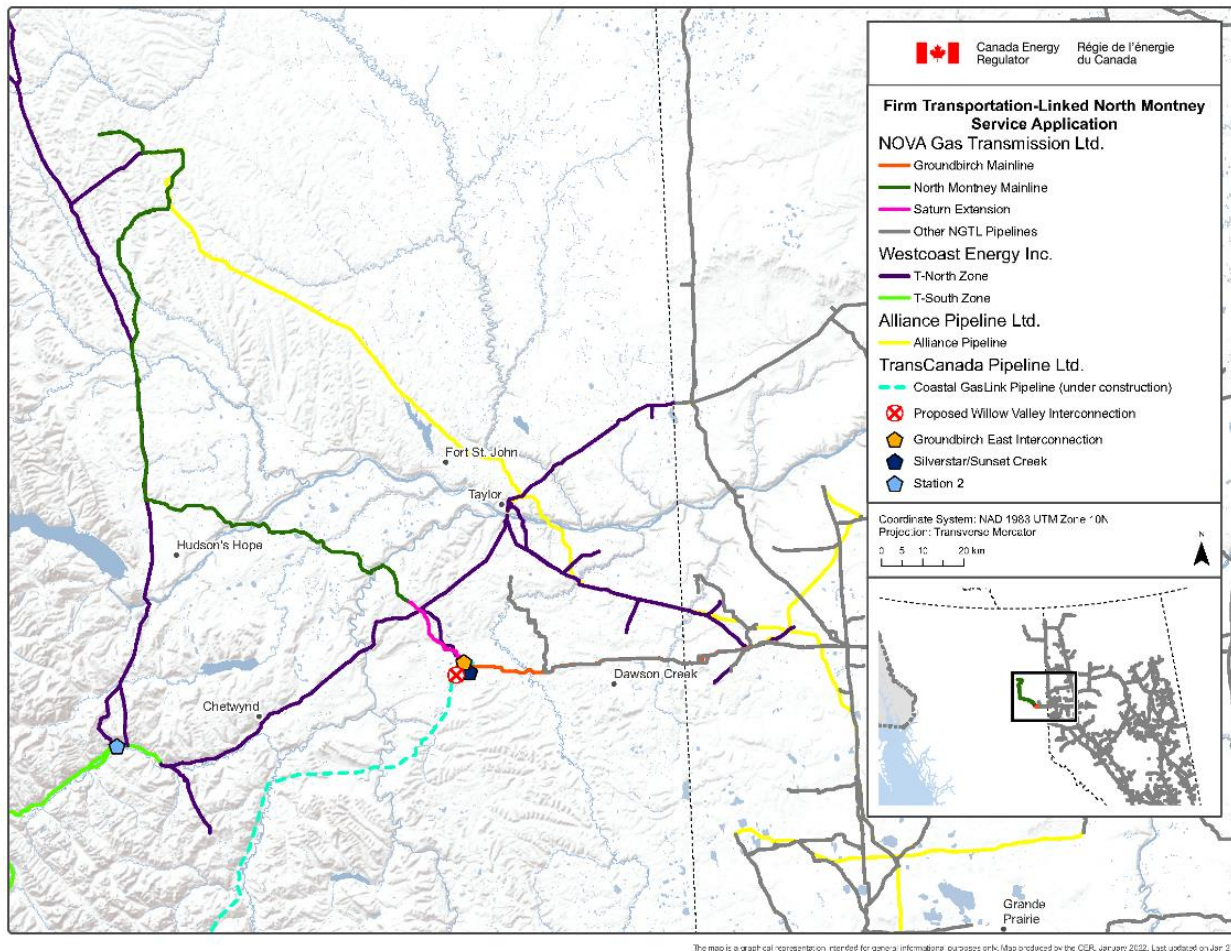 Canada Energy
Regulator
Régie de l'énergie
du Canada
Firm Transportation-Linked North Montney
Service Application
NOVA Gas Transmission Ltd.
Groundbirch Mainline
North Montney Mainline
Saturn Extension
Other NGTL Pipelines
Westcoast Energy Inc.
T-North Zone
T-South Zone
Alliance Pipeline Ltd.
Alliance Pipeline
TransCanada Pipeline Ltd.
Coastal GasLink Pipeline (under construction)
Proposed Willow Valley Interconnection
Groundbirch East Interconnection
Silverstar/Sunset Creek
Station 2
Coordinate System: NAD 1983 UTM Zone 10N
Projection: Transverse Mercator
0 5 10 20 km
N
Fort St. John
Taylor
Hudson's Hope
Dawson Creek
Chetwynd
Grande
Prairie
The map is a graphical representation intended for general informational purposes only. Map produced by the CER, January 2022. Last updated on Jan